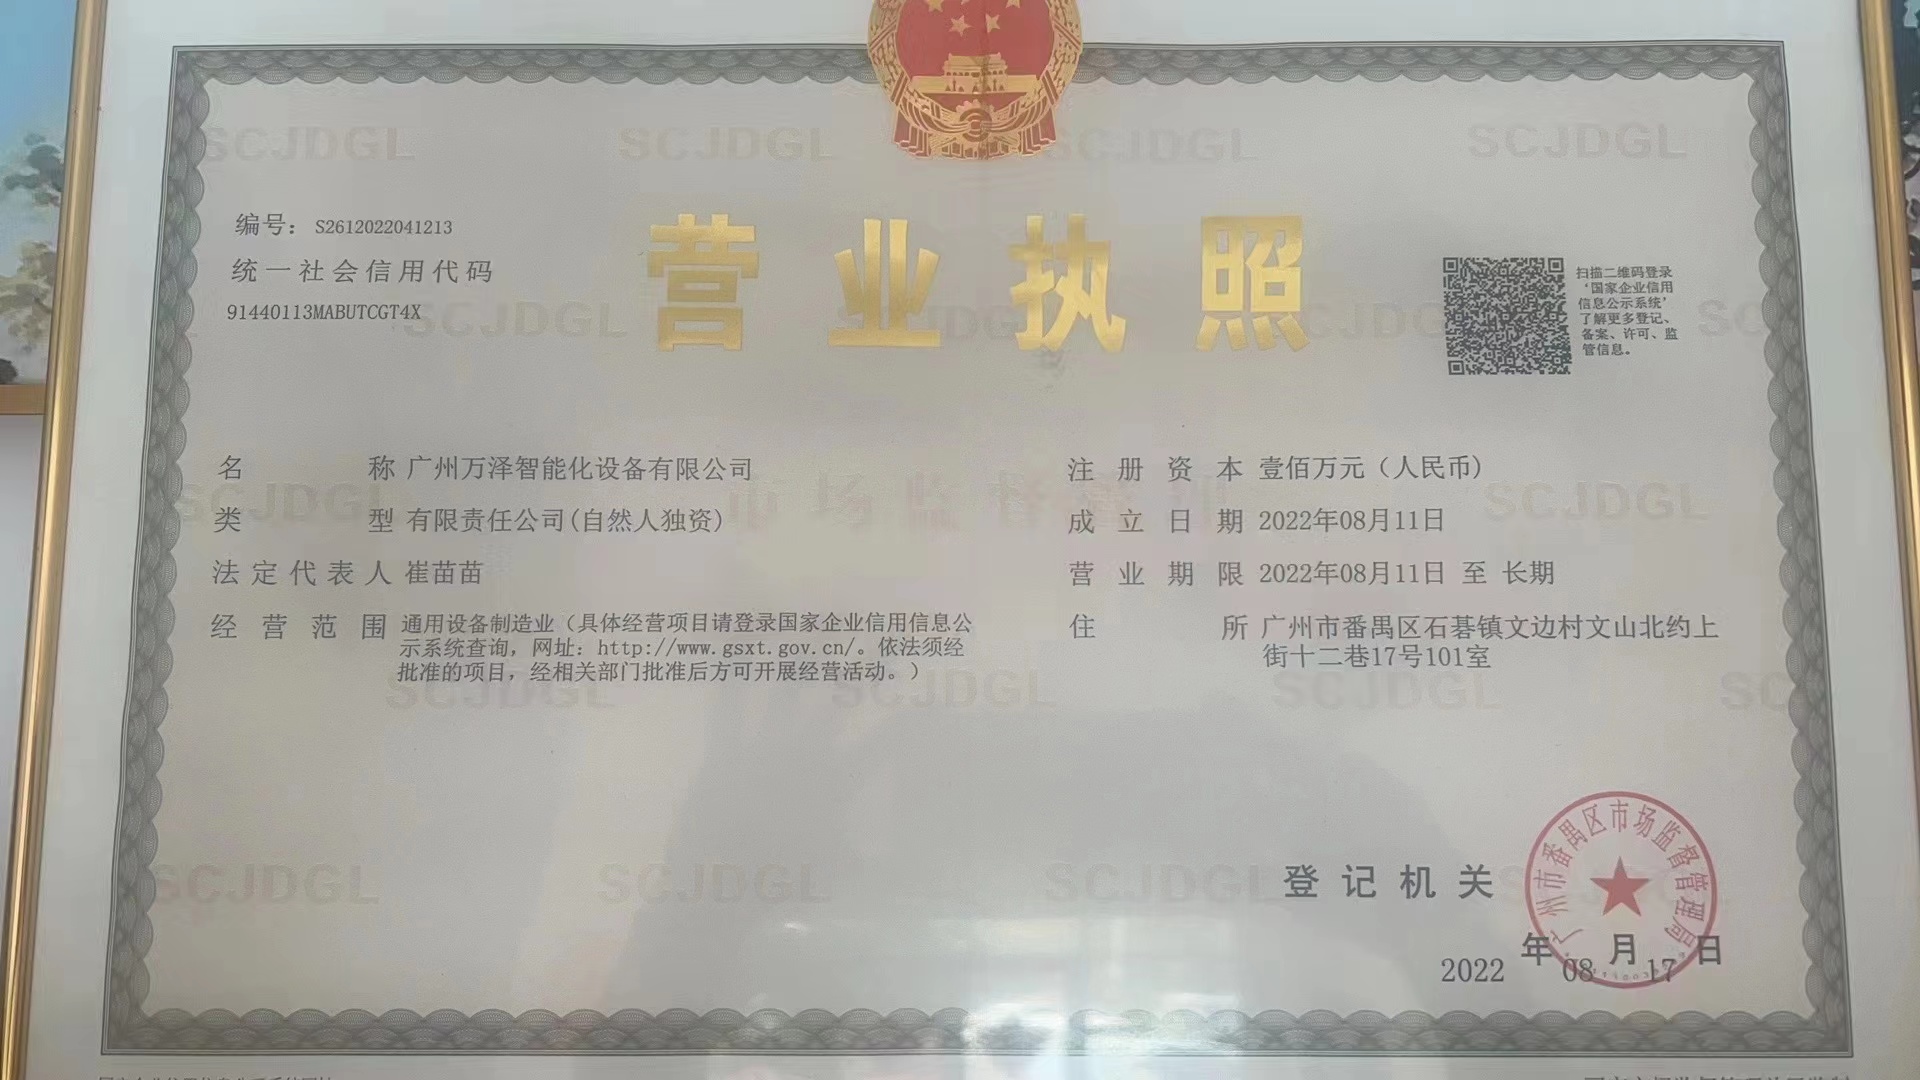 编号： S2612022041213
统一社会信用代码
91440113MABUTCGT4X
营业执照
扫描二维码登录
‘国家企业信用
信息公示系统’
了解更多登记、
备案、许可、监
管信息。
名称 广州万泽智能化设备有限公司
类型 有限责任公司(自然人独资)
法定代表人 崔苗苗
经营范围 通用设备制造业（具体经营项目请登录国家企业信用信息公
示系统查询，网址：http://www.gsxt.gov.cn/。依法须经
批准的项目，经相关部门批准后方可开展经营活动。）
注册资本 壹佰万元（人民币）
成立日期 2022年08月11日
营业期限 2022年08月11日 至 长期
住所 广州市番禺区石碁镇文边村文山北约上
街十二巷17号101室
登记机关
广州市番禺区市场监督管理局
2022 年 08 月 17 日
SCJDGL
市场监督管理